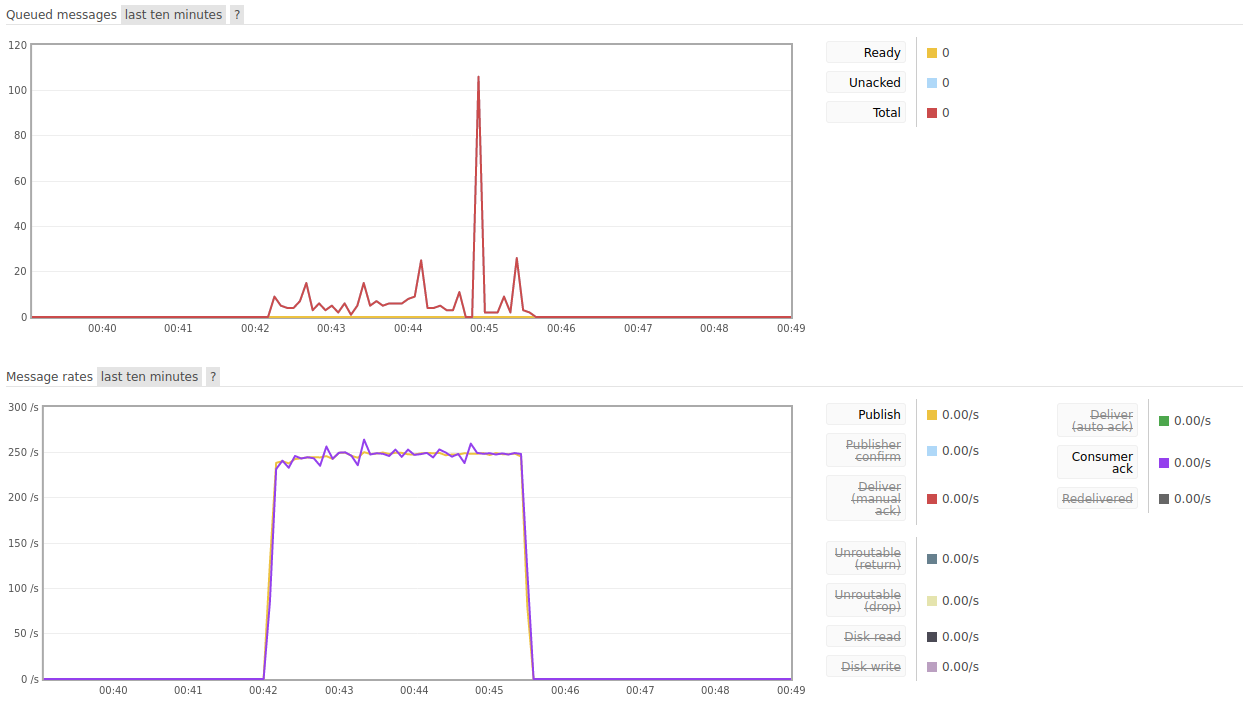 Queued messages last ten minutes ?
120
100
80
60
40
20
0
00:40 00:41 00:42 00:43 00:44 00:45 00:46 00:47 00:48 00:49
Ready 0
Unacked 0
Total 0
Message rates last ten minutes ?
300 /s
250 /s
200 /s
150 /s
100 /s
50 /s
0 /s
00:40 00:41 00:42 00:43 00:44 00:45 00:46 00:47 00:48 00:49
Publish 0.00/s
Publisher
confirm 0.00/s
Deliver
(manual
ack) 0.00/s
Deliver
(auto ack) 0.00/s
Consumer
ack 0.00/s
Redelivered 0.00/s
Unroutable
(return) 0.00/s
Unroutable
(drop) 0.00/s
Disk read 0.00/s
Disk write 0.00/s